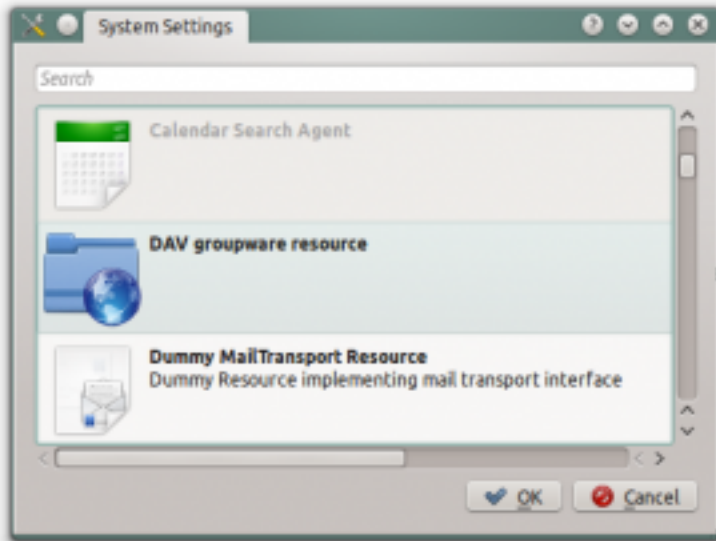 System Settings
Search
Calendar Search Agent
DAV groupware resource
Dummy MailTransport Resource
Dummy Resource implementing mail transport interface
OK
Cancel